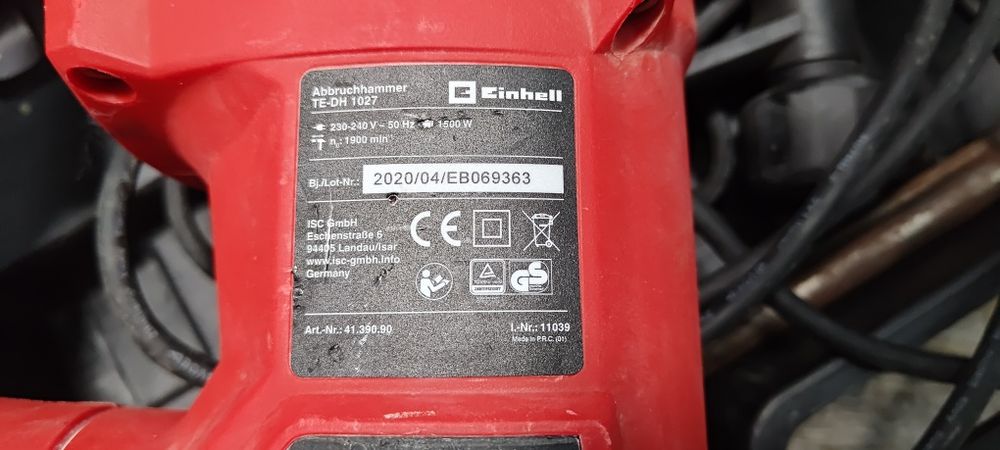 Abbruchhammer
TE-DH 1027
Einhell
230-240 V ~ 50 Hz 1500 W
n₀: 1900 min
Bj./Lot-Nr.: 2020/04/EB069363
ISC GmbH
Eschenstraße 6
94405 Landau/Isar
www.isc-gmbh.info
Germany
CE
GS
Art.-Nr.: 41.390.90
I.-Nr.: 11039
Made in P.R.C. (01)